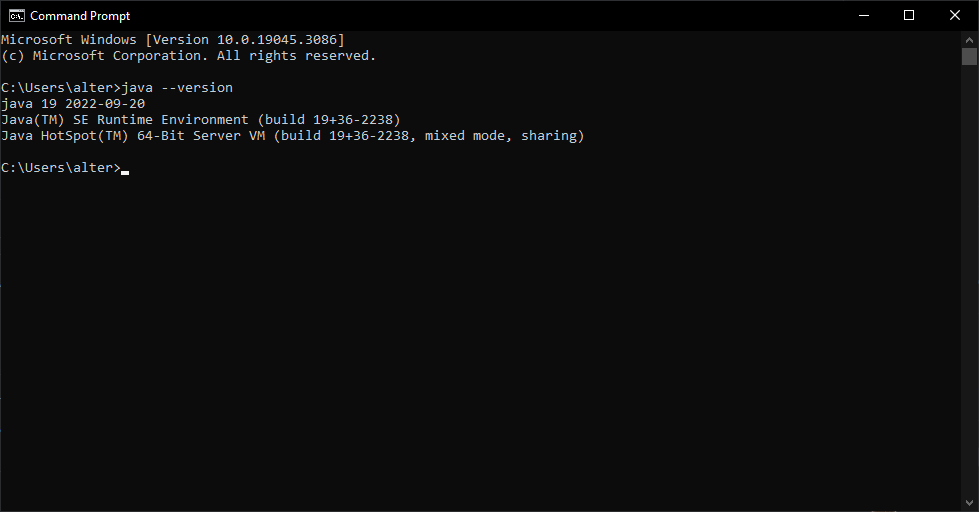 Command Prompt
Microsoft Windows [Version 10.0.19045.3086]
(c) Microsoft Corporation. All rights reserved.
C:\Users\alter>java --version
java 19 2022-09-20
Java(TM) SE Runtime Environment (build 19+36-2238)
Java HotSpot(TM) 64-Bit Server VM (build 19+36-2238, mixed mode, sharing)
C:\Users\alter>